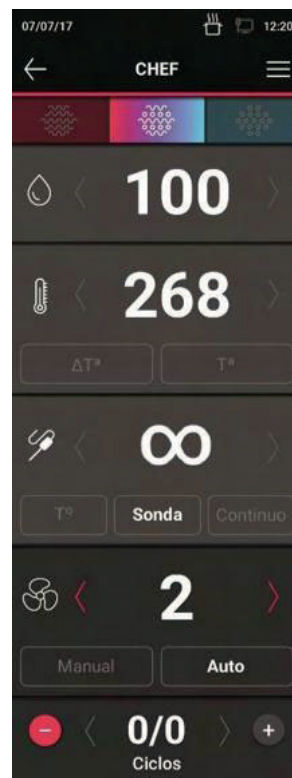 07/07/17 12:20
CHEF
100
268
ΔTª Tª
∞
Tº Sonda Continuo
2
Manual Auto
0/0
Ciclos